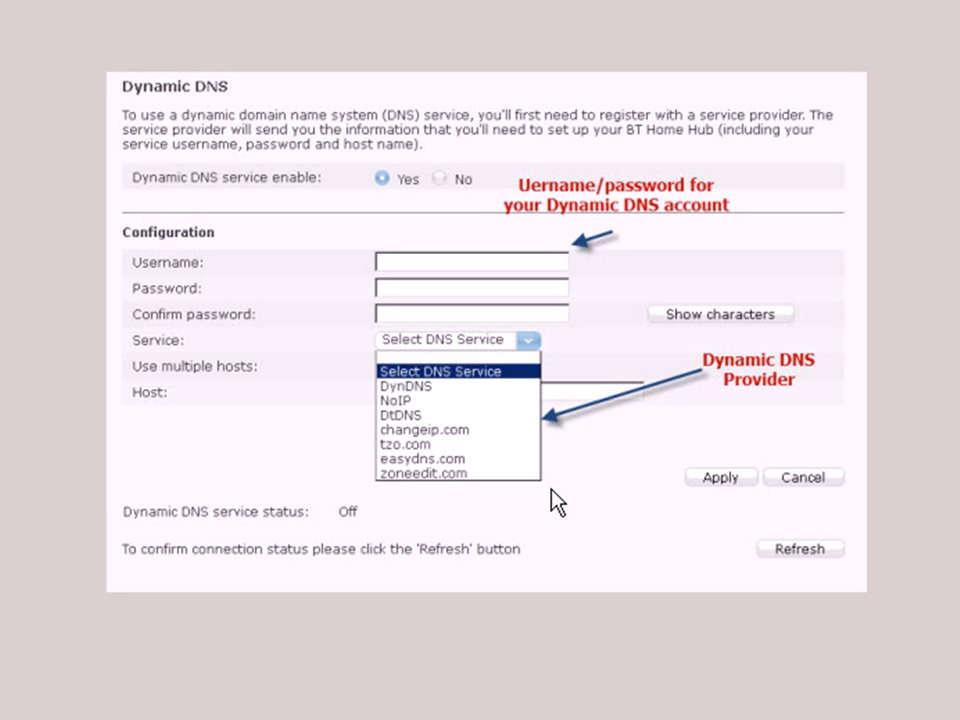 Dynamic DNS
To use a dynamic domain name system (DNS) service, you'll first need to register with a service provider. The
service provider will send you the information that you'll need to set up your BT Home Hub (including your
service username, password and host name).
Dynamic DNS service enable: Yes No
Uername/password for
your Dynamic DNS account
Configuration
Username:
Password:
Confirm password: Show characters
Service: Select DNS Service
Use multiple hosts:
Host:
Select DNS Service
DynDNS
NoIP
DtDNS
changeip.com
tzo.com
easydns.com
zoneedit.com
Dynamic DNS
Provider
Apply Cancel
Dynamic DNS service status: Off
To confirm connection status please click the 'Refresh' button Refresh